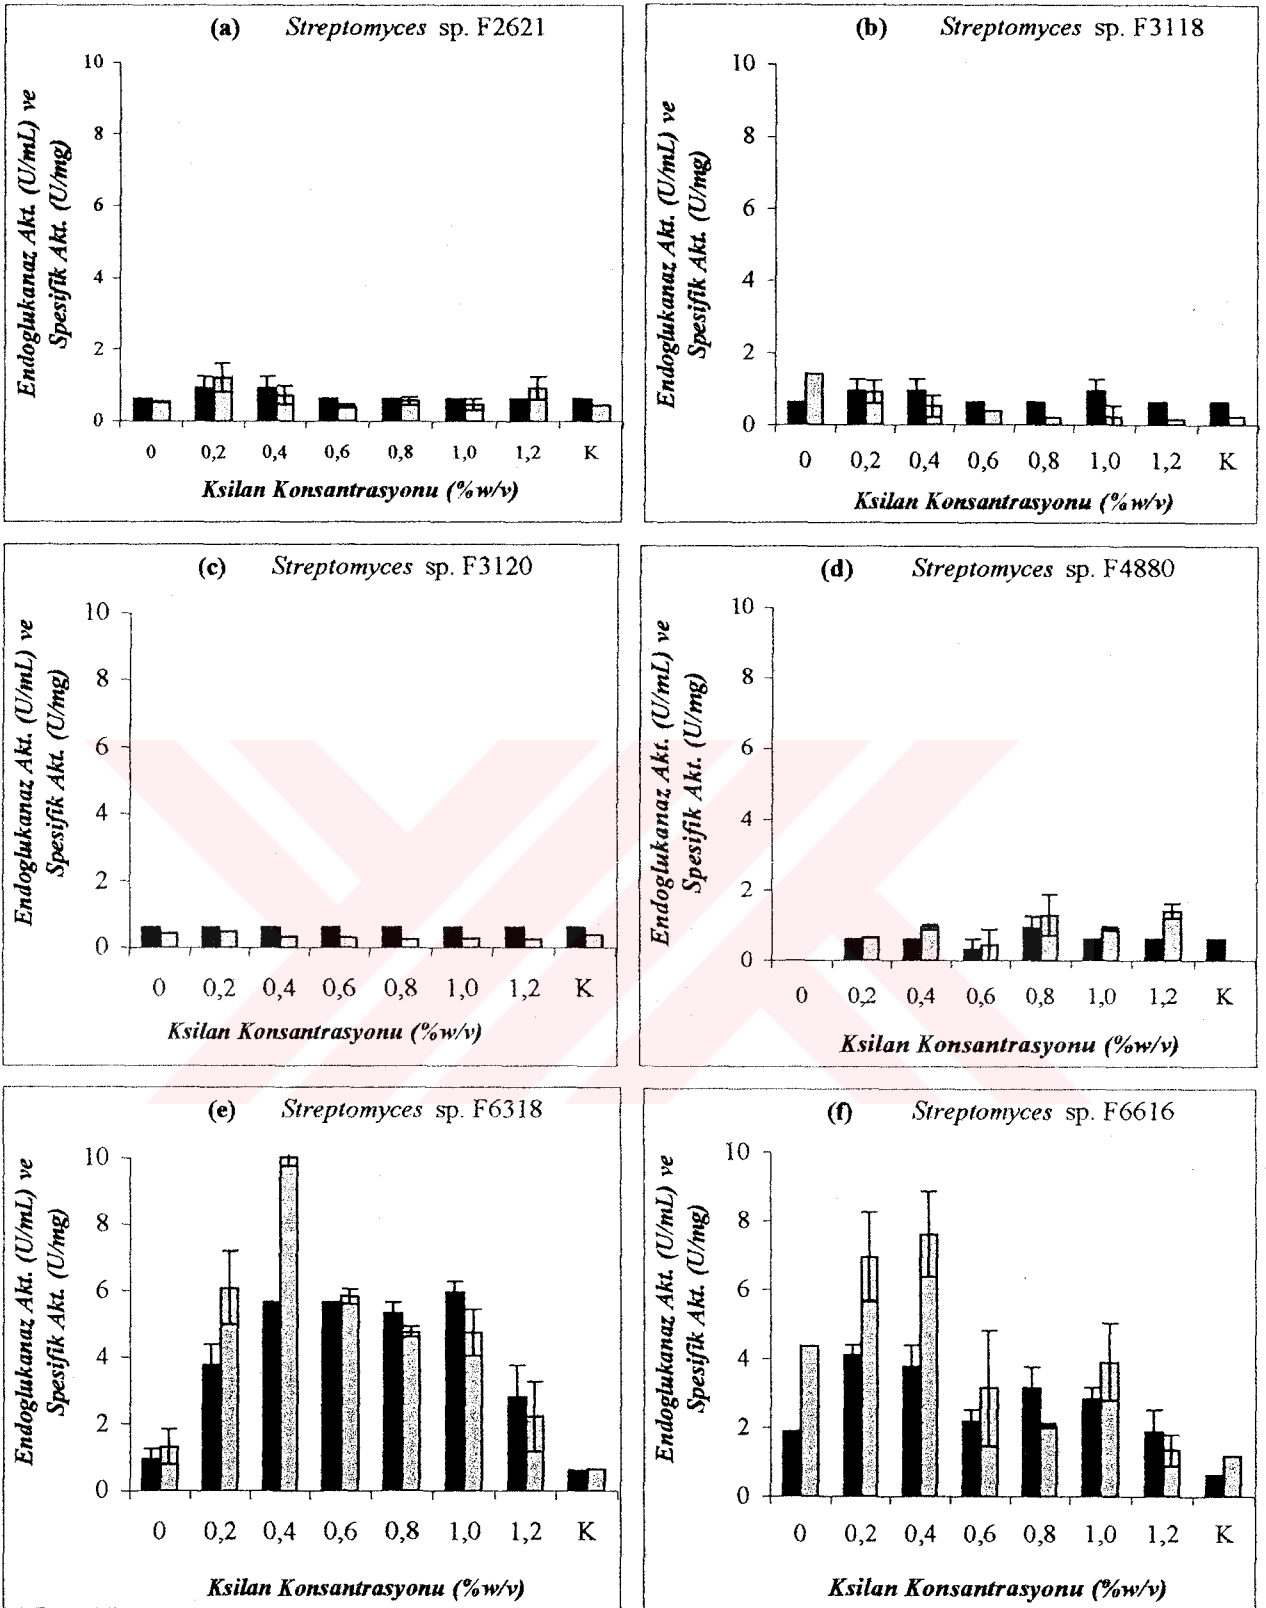 (a) Streptomyces sp. F2621
Endoglukanaz Akt. (U/mL) ve
Spesifik Akt. (U/mg)
10
8
6
4
2
0
0 0,2 0,4 0,6 0,8 1,0 1,2 K
Ksilan Konsantrasyonu (%w/v)
(b) Streptomyces sp. F3118
Endoglukanaz Akt. (U/mL) ve
Spesifik Akt. (U/mg)
10
8
6
4
2
0
0 0,2 0,4 0,6 0,8 1,0 1,2 K
Ksilan Konsantrasyonu (%w/v)
(c) Streptomyces sp. F3120
Endoglukanaz Akt. (U/mL) ve
Spesifik Akt. (U/mg)
10
8
6
4
2
0
0 0,2 0,4 0,6 0,8 1,0 1,2 K
Ksilan Konsantrasyonu (%w/v)
(d) Streptomyces sp. F4880
Endoglukanaz Akt. (U/mL) ve
Spesifik Akt. (U/mg)
10
8
6
4
2
0
0 0,2 0,4 0,6 0,8 1,0 1,2 K
Ksilan Konsantrasyonu (%w/v)
(e) Streptomyces sp. F6318
Endoglukanaz Akt. (U/mL) ve
Spesifik Akt. (U/mg)
10
8
6
4
2
0
0 0,2 0,4 0,6 0,8 1,0 1,2 K
Ksilan Konsantrasyonu (%w/v)
(f) Streptomyces sp. F6616
Endoglukanaz Akt. (U/mL) ve
Spesifik Akt. (U/mg)
10
8
6
4
2
0
0 0,2 0,4 0,6 0,8 1,0 1,2 K
Ksilan Konsantrasyonu (%w/v)